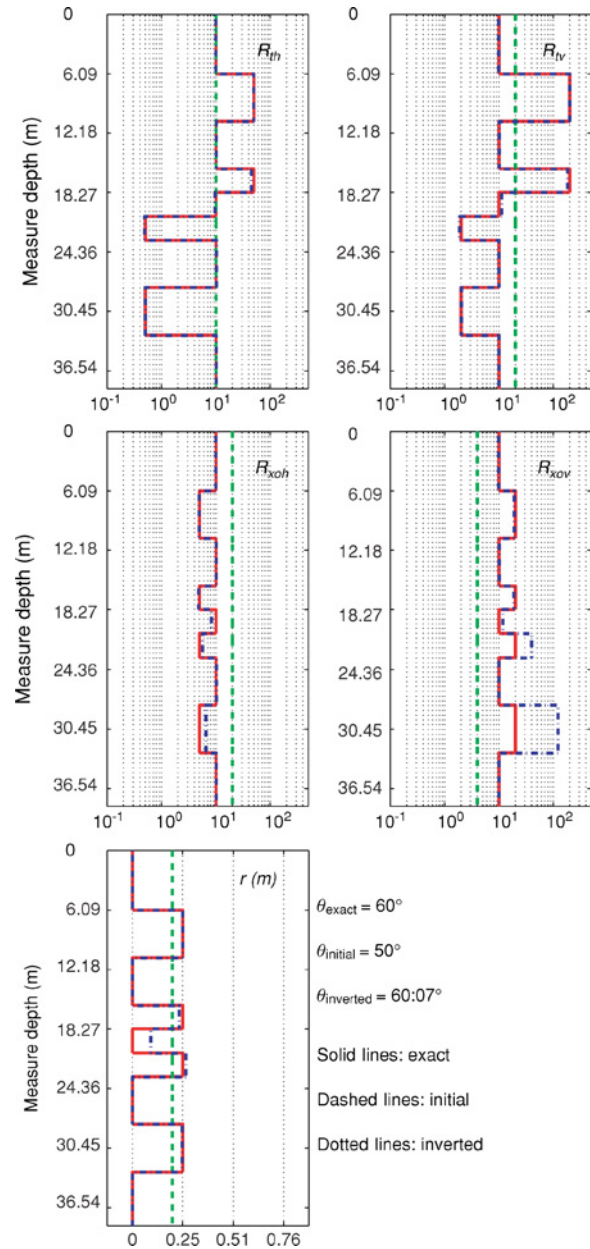 0
6.09
12.18
18.27
24.36
30.45
36.54
Measure depth (m)
R_th
10^-1 10^0 10^1 10^2
0
6.09
12.18
18.27
24.36
30.45
36.54
R_tv
10^-1 10^0 10^1 10^2
0
6.09
12.18
18.27
24.36
30.45
36.54
Measure depth (m)
R_xoh
10^-1 10^0 10^1 10^2
0
6.09
12.18
18.27
24.36
30.45
36.54
R_xov
10^-1 10^0 10^1 10^2
0
6.09
12.18
18.27
24.36
30.45
36.54
Measure depth (m)
r (m)
0 0.25 0.51 0.76
θ_exact = 60°
θ_initial = 50°
θ_inverted = 60:07°
Solid lines: exact
Dashed lines: initial
Dotted lines: inverted